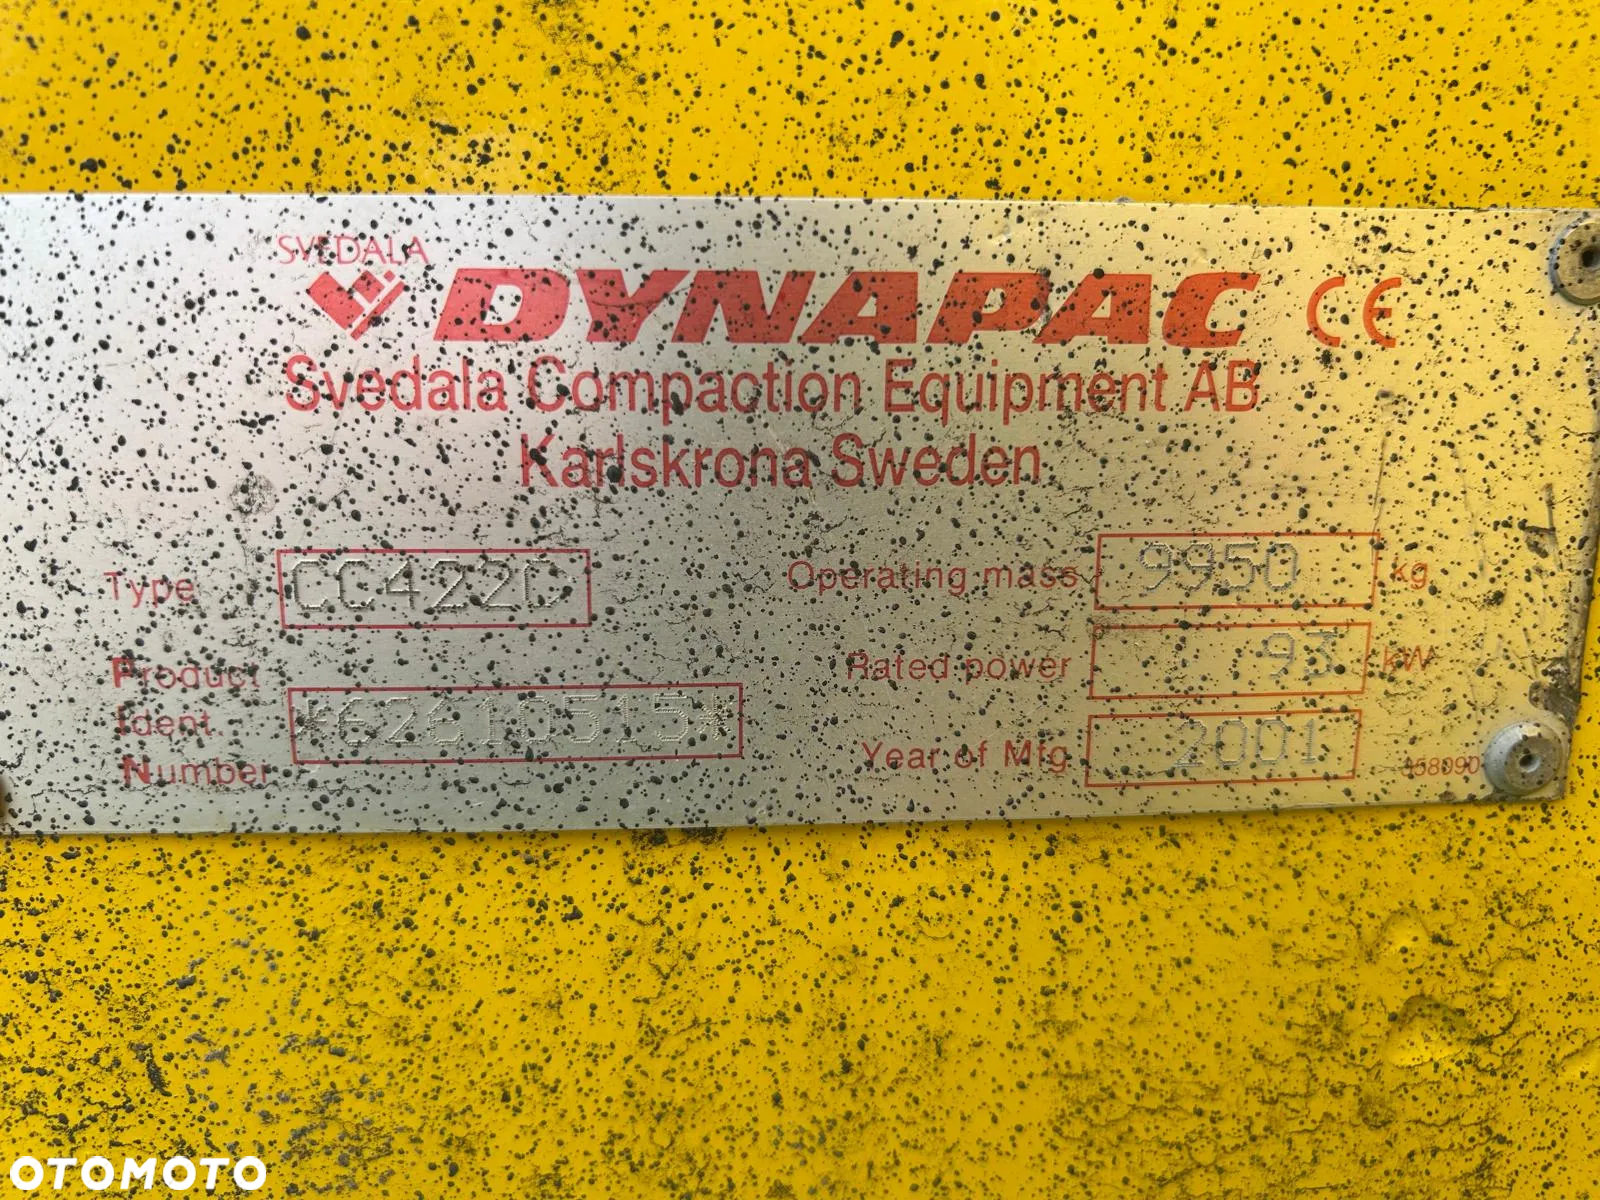 SVEDALA
DYNAPAC CE
Svedala Compaction Equipment AB
Karlskrona Sweden
Type CC422C Operating mass 9950 kg
Product Ident. Number *62610515* Rated power 93 kW
Year of Mfg 2001
OTOMOTO